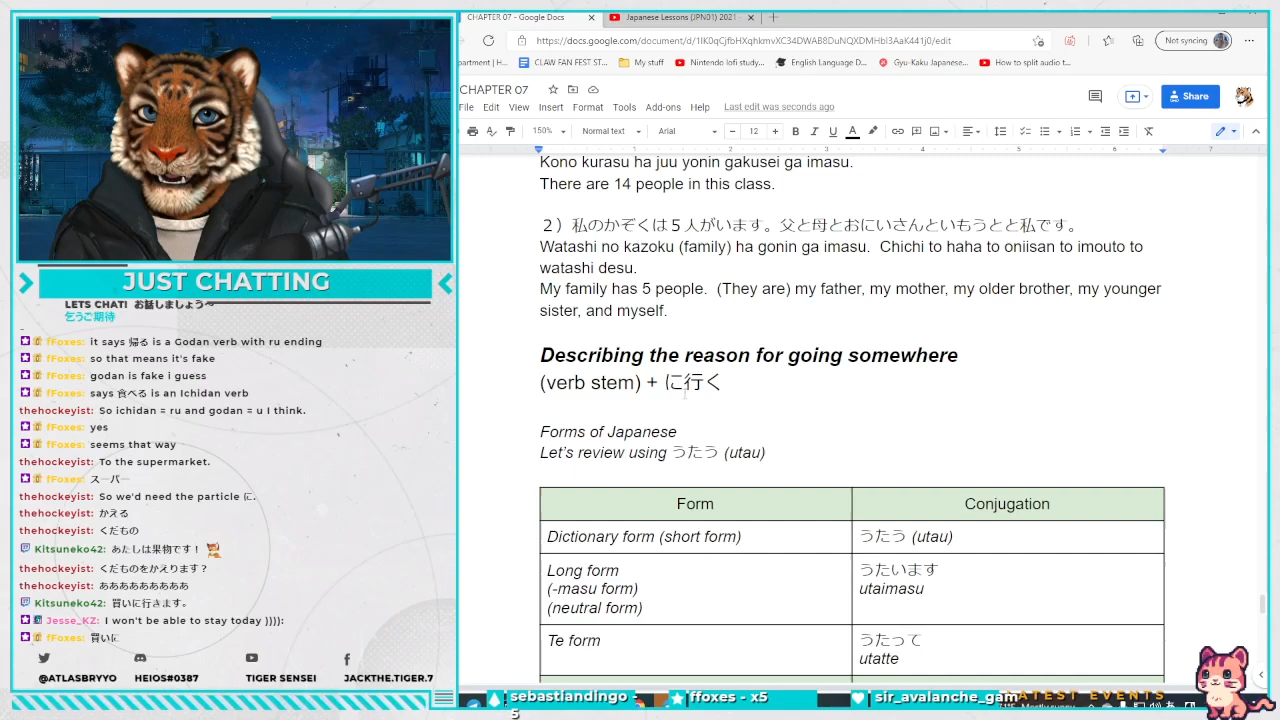 CHAPTER 07 - Google Docs
Japanese Lessons (JPN01) 2021
https://docs.google.com/document/d/1IK0qCjfbHXqhkmvXC34DWAB8DuNQXDMHbi3AaK441j0/edit
Not syncing
CLAW FAN FEST ST...
My stuff
Nintendo lofi study...
English Language D...
Gyu-Kaku Japanese...
How to split audio t...
CHAPTER 07
File Edit View Insert Format Tools Add-ons Help Last edit was seconds ago
Share
150% Normal text Arial 12 B I U A
Kono kurasu ha juu yonin gakusei ga imasu.
There are 14 people in this class.
２）私のかぞくは５人がいます。父と母とおにいさんといもうとと私です。
Watashi no kazoku (family) ha gonin ga imasu. Chichi to haha to oniisan to imouto to
watashi desu.
My family has 5 people. (They are) my father, my mother, my older brother, my younger
sister, and myself.
Describing the reason for going somewhere
(verb stem) + に行く
Forms of Japanese
Let's review using うたう (utau)
Form Conjugation
Dictionary form (short form) うたう (utau)
Long form
(-masu form)
(neutral form)
うたいます
utaimasu
Te form
うたって
utatte
JUST CHATTING
LETS CHAT! お話しましょう～
乞うご期待
fFoxes: it says 帰る is a Godan verb with ru ending
fFoxes: so that means it's fake
fFoxes: godan is fake i guess
fFoxes: says 食べる is an Ichidan verb
thehockeyist: So ichidan = ru and godan = u I think.
fFoxes: yes
fFoxes: seems that way
thehockeyist: To the supermarket.
fFoxes: スーパー
thehockeyist: So we'd need the particle に.
thehockeyist: かえる
thehockeyist: くだもの
Kitsuneko42: あたしは果物です！
thehockeyist: くだものをかえります？
thehockeyist: あああああああああ
Kitsuneko42: 買いに行きます。
Jesse_KZ: I won't be able to stay today )))):
fFoxes: 買いに
@ATLASBRYYO HEIOS#0387 TIGER SENSEI JACKTHE.TIGER.7
sebastiandingo -
5
ffoxes - x5
_avalanche_gam
LATEST EVENTS